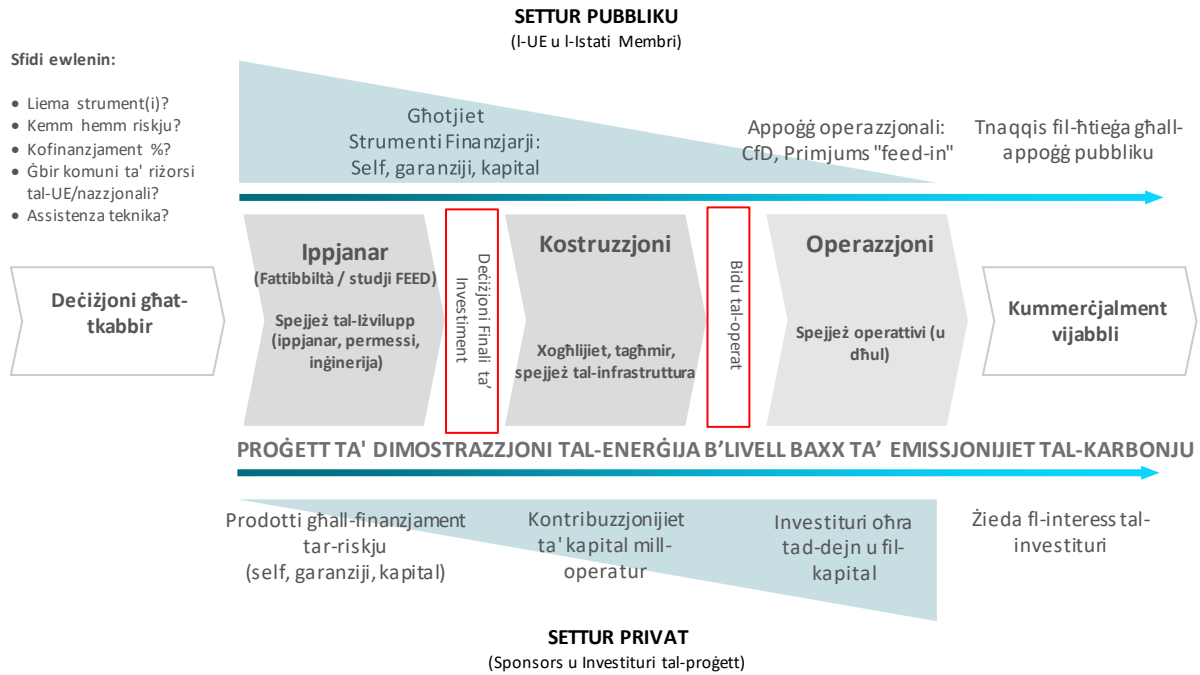 SETTUR PUBBLIKU
(l-UE u l-Istati Membri)
Sfidi ewlenin:
• Liema strument(i)?
• Kemm hemm riskju?
• Kofinanzjament %?
• Ġbir komuni ta' riżorsi
tal-UE/nazzjonali?
• Assistenza teknika?
Għotjiet
Strumenti Finanzjarji:
Self, garanziji, kapital
Appoġġ operazzjonali:
CfD, Primjums "feed-in"
Tnaqqis fil-ħtieġa għall-
appoġġ pubbliku
Deċiżjoni għat-
tkabbir
Ippjanar
(Fattibbiltà / studji FEED)
Spejjeż tal-Iżvilupp
(ippjanar, permessi,
inġinerija)
Deċiżjoni Finali ta’
Investiment
Kostruzzjoni
Xogħlijiet, tagħmir,
spejjeż tal-infrastruttura
Bidu tal-operat
Operazzjoni
Spejjeż operattivi (u
dħul)
Kummerċjalment
vijabbli
PROĠETT TA' DIMOSTRAZZJONI TAL-ENERĠIJA B’LIVELL BAXX TA’ EMISSJONIJIET TAL-KARBONJU
Prodotti għall-finanzjament
tar-riskju
(self, garanziji, kapital)
Kontribuzzjonijiet
ta' kapital mill-
operatur
Investituri oħra
tad-dejn u fil-
kapital
Żieda fl-interess tal-
investituri
SETTUR PRIVAT
(Sponsors u Investituri tal-proġett)